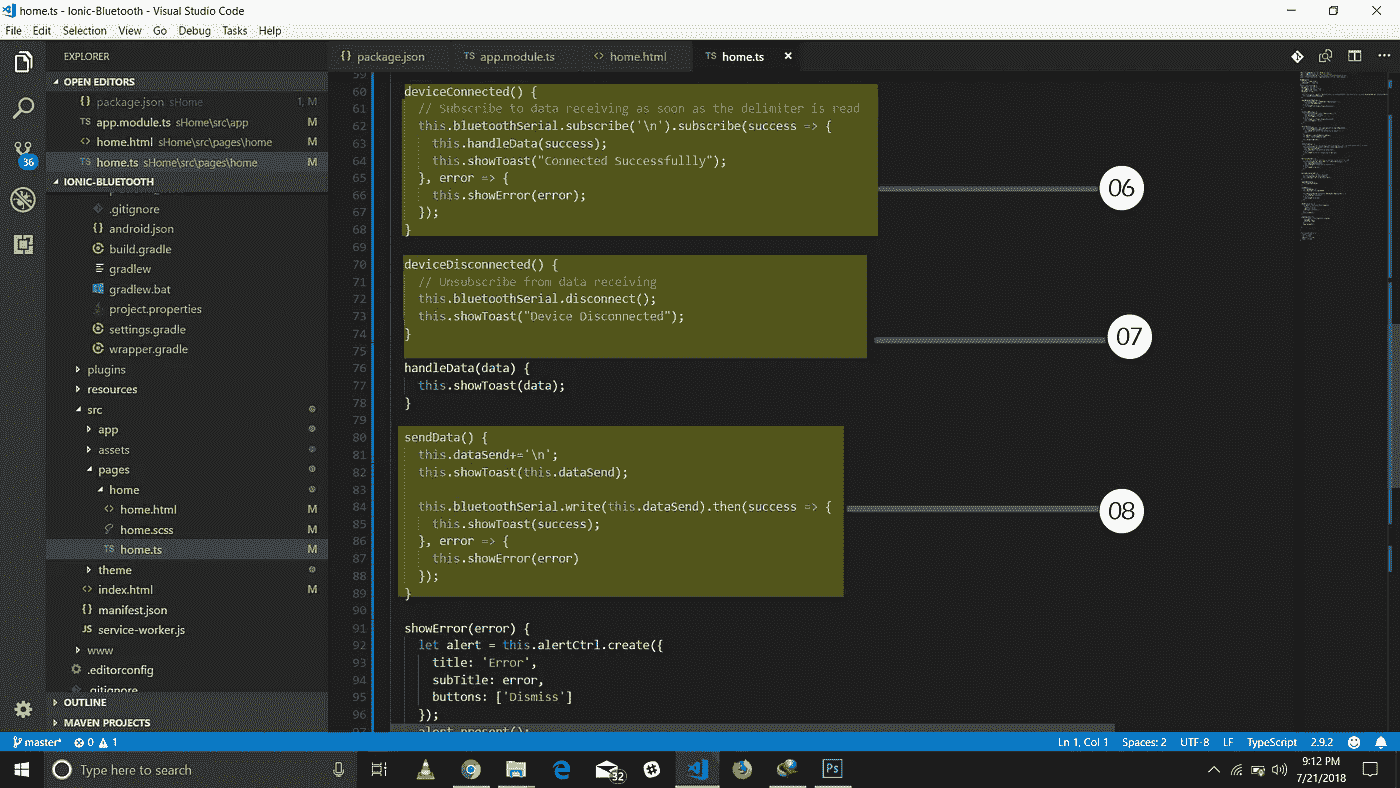 home.ts - Ionic-Bluetooth - Visual Studio Code
File Edit Selection View Go Debug Tasks Help
EXPLORER
{} package.json TS app.module.ts <> home.html TS home.ts
OPEN EDITORS
{} package.json sHome 1, M
TS app.module.ts sHome\src\app M
<> home.html sHome\src\pages\home M
TS home.ts sHome\src\pages\home M
36
IONIC-BLUETOOTH
.gitignore
{} android.json
build.gradle
gradlew
gradlew.bat
project.properties
settings.gradle
wrapper.gradle
plugins
resources
src
app
assets
pages
home
<> home.html M
home.scss M
TS home.ts M
theme
<> index.html M
{} manifest.json
JS service-worker.js
www
.editorconfig
.gitignore
OUTLINE
MAVEN PROJECTS
59
60 deviceConnected() {
61 // Subscribe to data receiving as soon as the delimiter is read
62 this.bluetoothSerial.subscribe('\n').subscribe(success => {
63 this.handleData(success);
64 this.showToast("Connected Successfullly");
65 }, error => {
66 this.showError(error);
67 });
68 }
69
70 deviceDisconnected() {
71 // Unsubscribe from data receiving
72 this.bluetoothSerial.disconnect();
73 this.showToast("Device Disconnected");
74 }
75
76 handleData(data) {
77 this.showToast(data);
78 }
79
80 sendData() {
81 this.dataSend+='\n';
82 this.showToast(this.dataSend);
83
84 this.bluetoothSerial.write(this.dataSend).then(success => {
85 this.showToast(success);
86 }, error => {
87 this.showError(error)
88 });
89 }
90
91 showError(error) {
92 let alert = this.alertCtrl.create({
93 title: 'Error',
94 subTitle: error,
95 buttons: ['Dismiss']
96 });
97 alert.present();
06
07
08
master* 0 1 Ln 1, Col 1 Spaces: 2 UTF-8 LF TypeScript 2.9.2
Type here to search 32 Ps 9:12 PM
7/21/2018